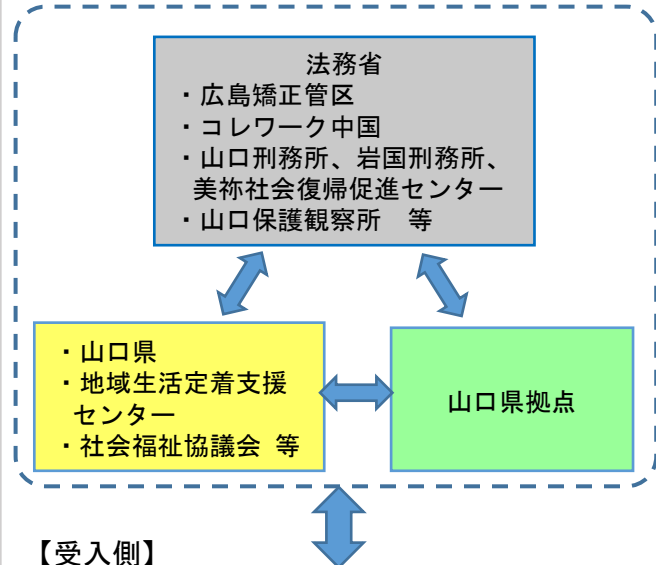 法務省
・広島矯正管区
・コレワーク中国
・山口刑務所、岩国刑務所、
美祢社会復帰促進センター
・山口保護観察所　等
・山口県
・地域生活定着支援
センター
・社会福祉協議会 等
山口県拠点
【受入側】